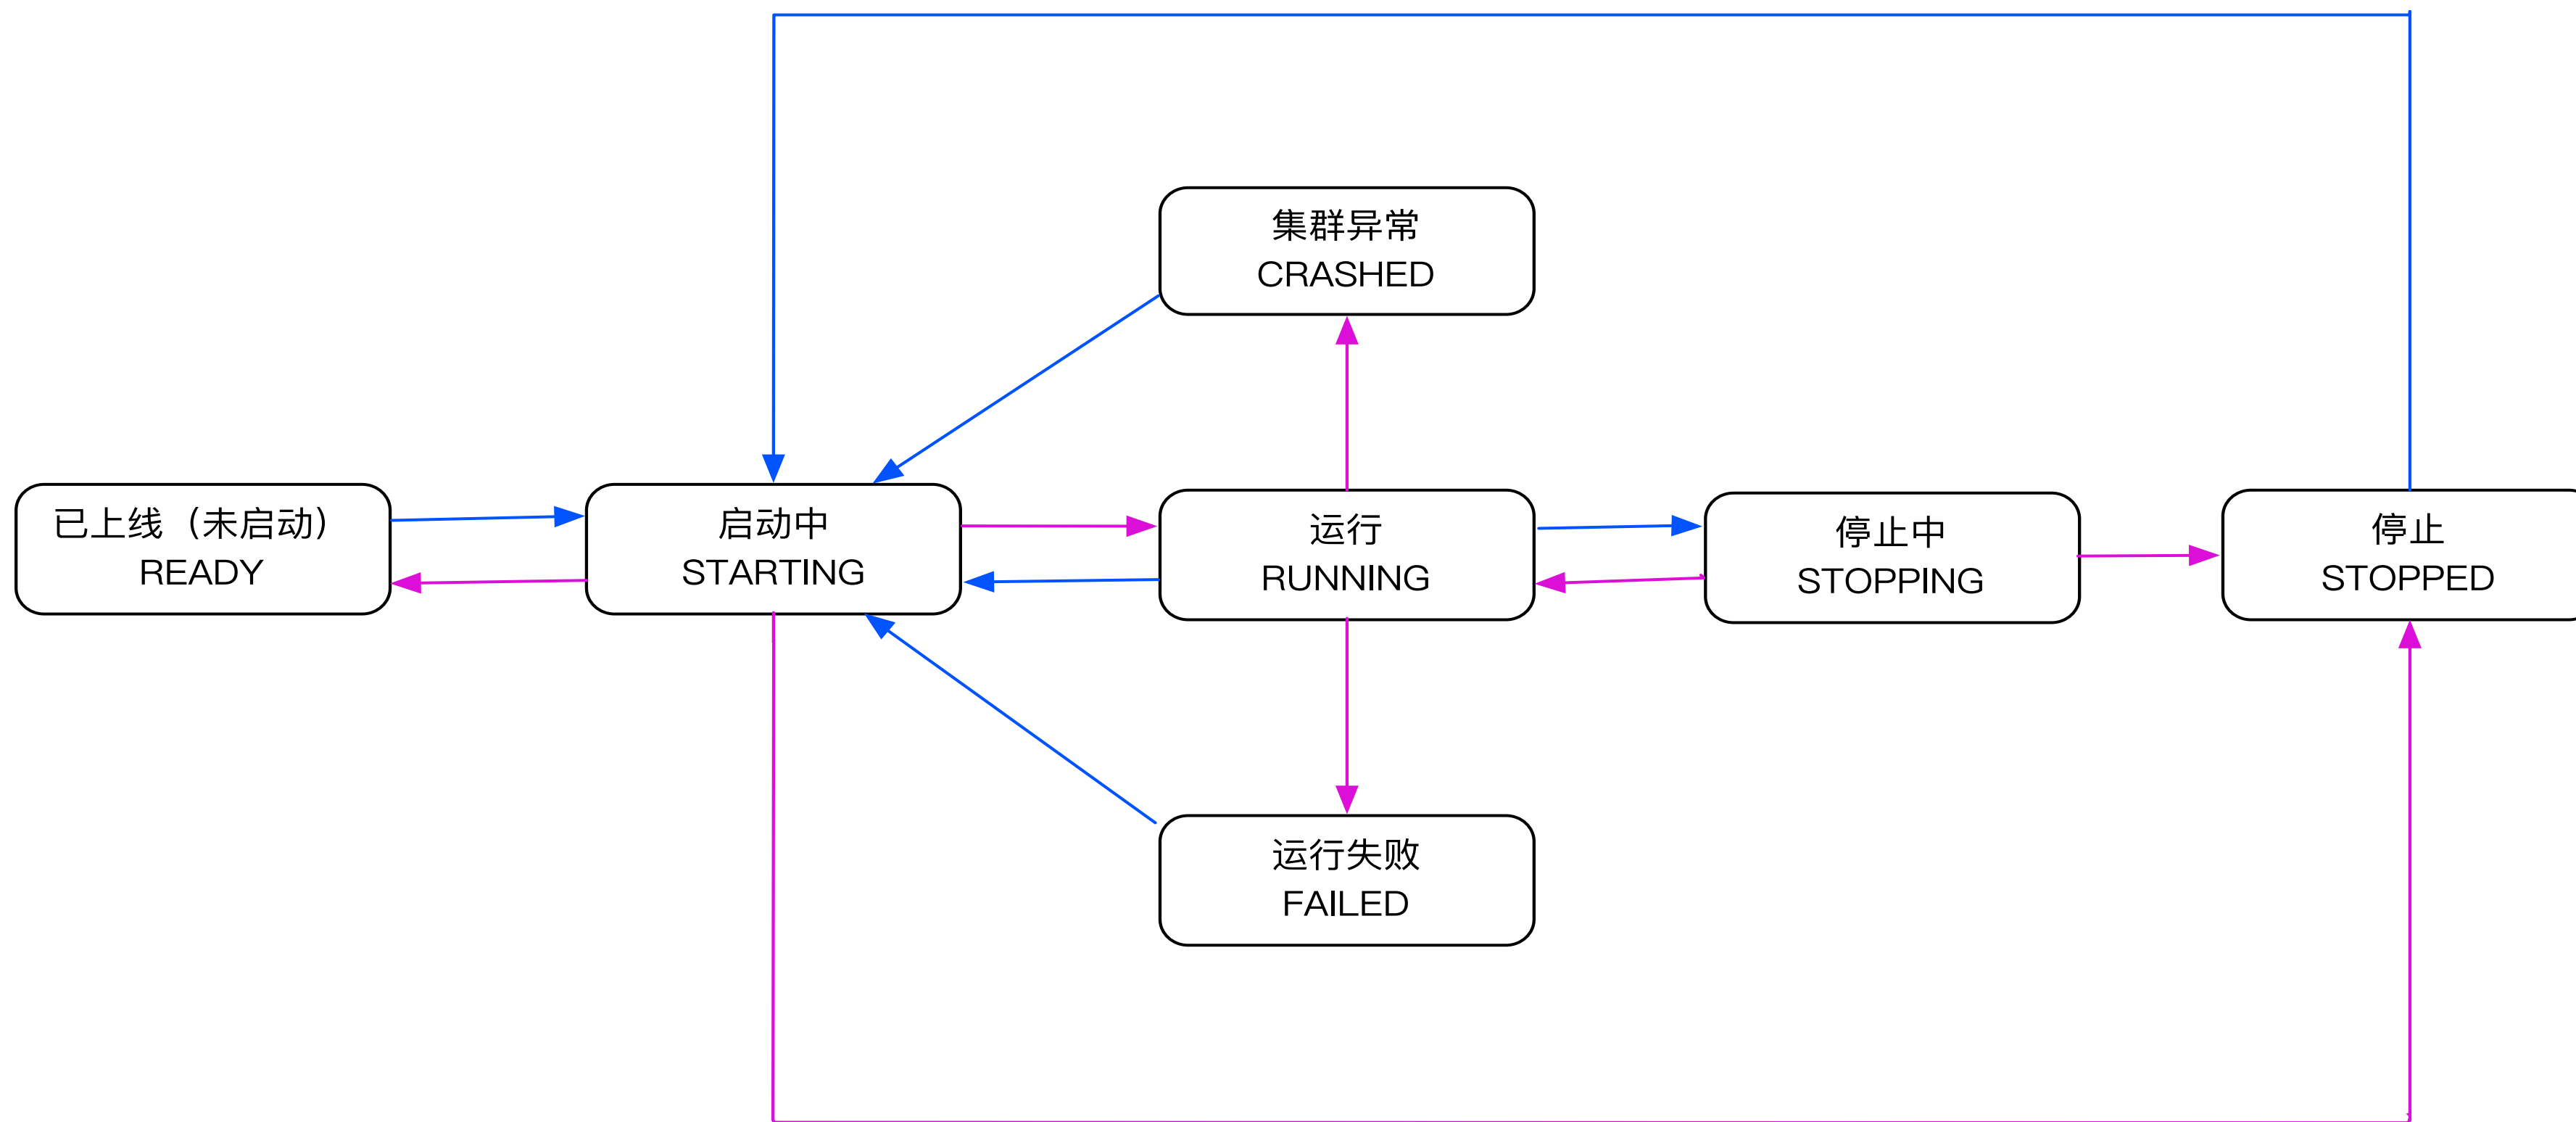 集群异常
CRASHED
已上线（未启动）
READY
启动中
STARTING
运行
RUNNING
停止中
STOPPING
停止
STOPPED
运行失败
FAILED